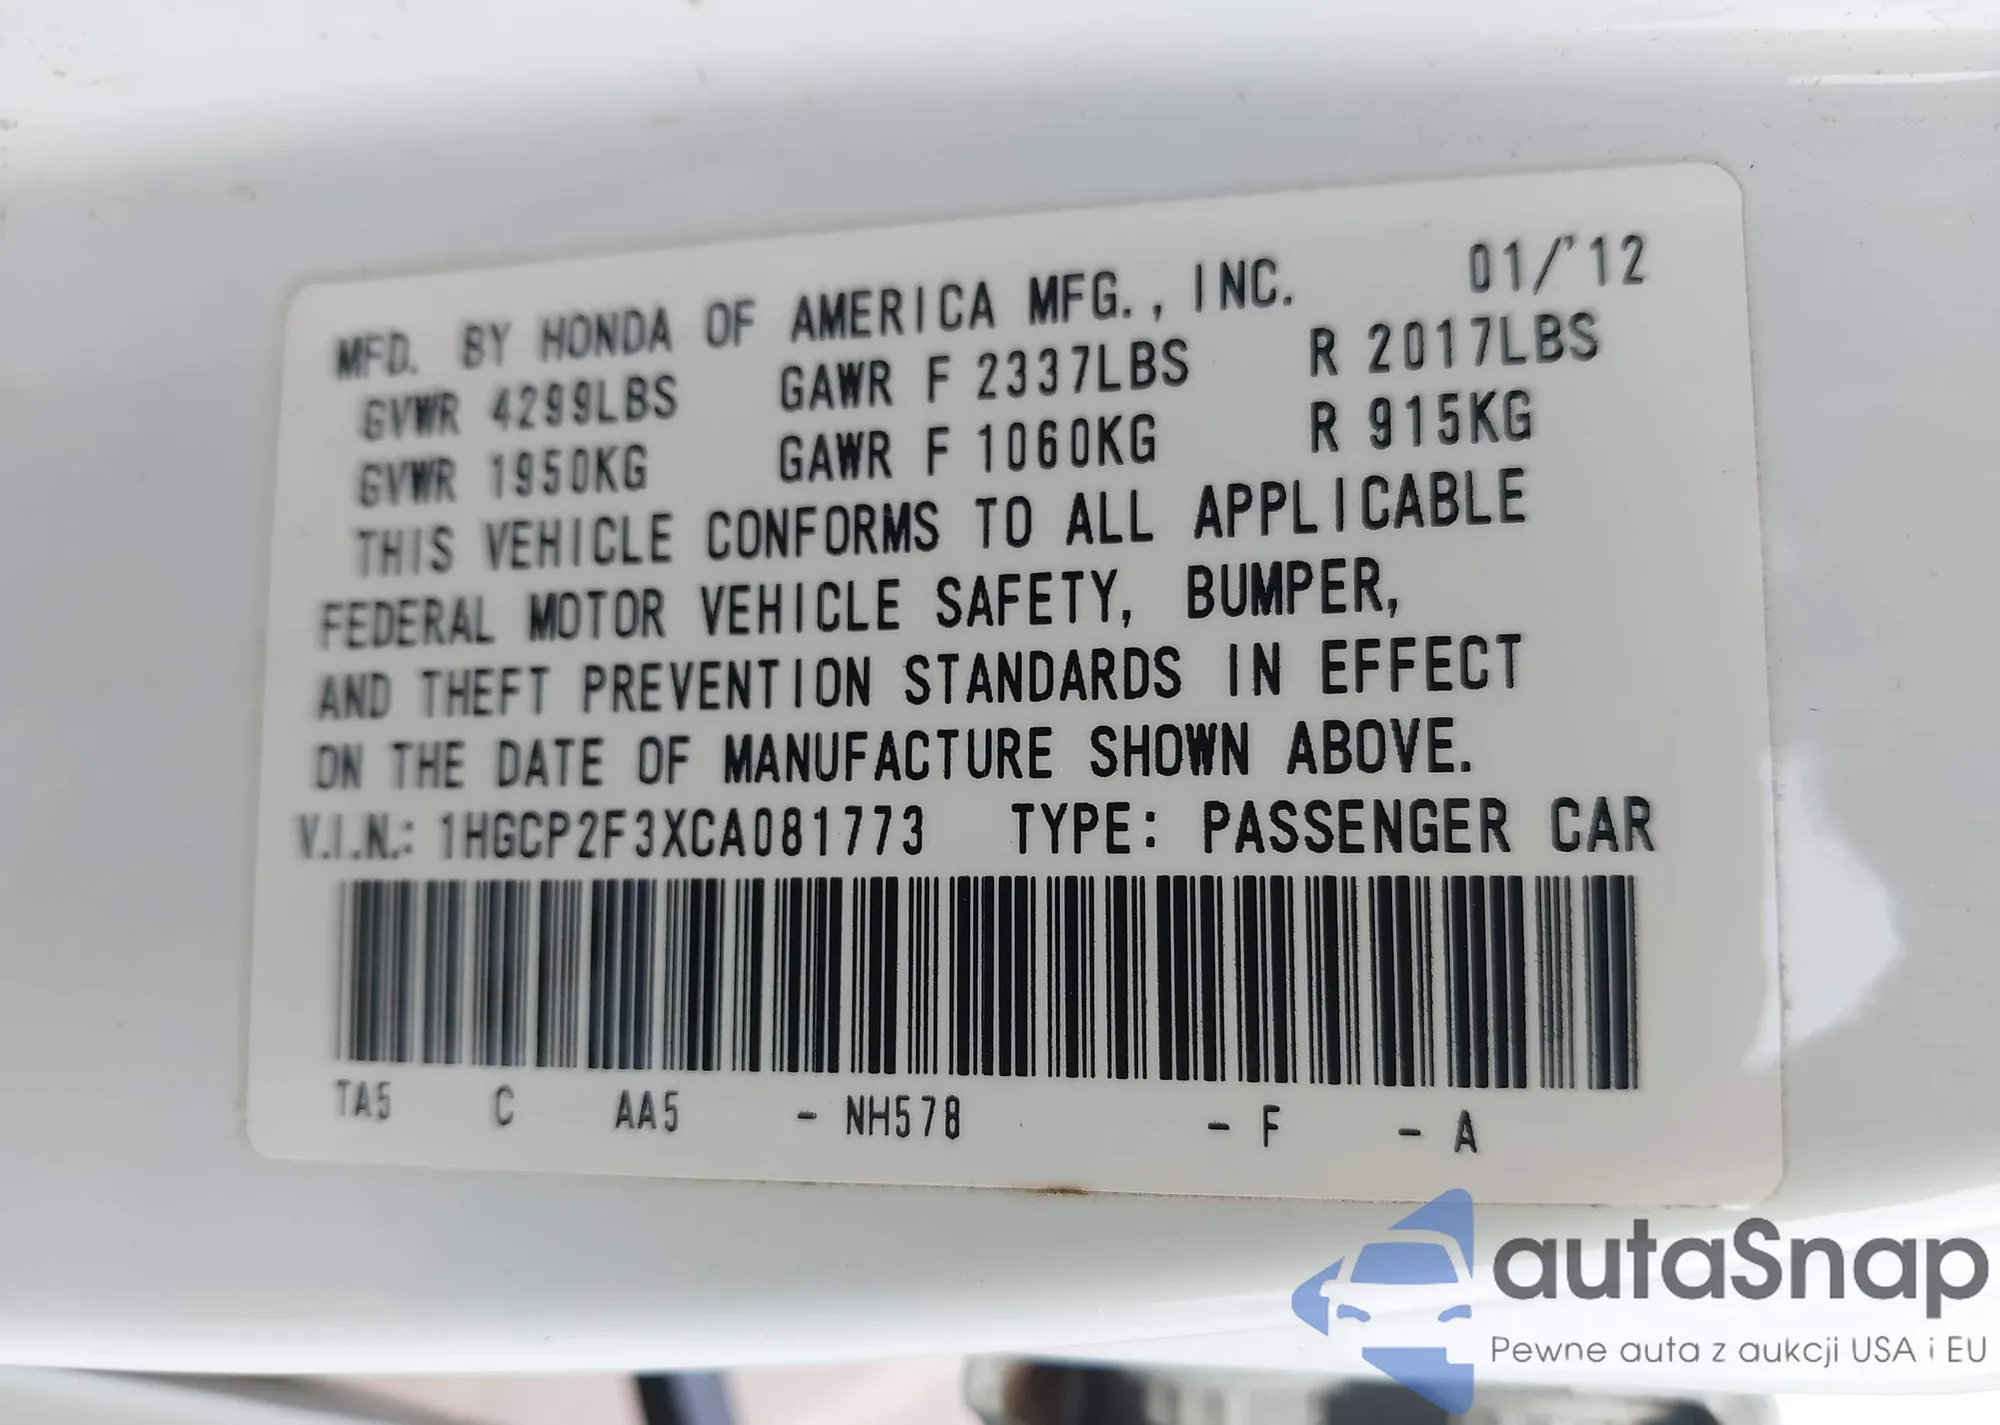 MFD. BY HONDA OF AMERICA MFG., INC. 01/'12
GVWR 4299LBS GAWR F 2337LBS R 2017LBS
GVWR 1950KG GAWR F 1060KG R 915KG
THIS VEHICLE CONFORMS TO ALL APPLICABLE
FEDERAL MOTOR VEHICLE SAFETY, BUMPER,
AND THEFT PREVENTION STANDARDS IN EFFECT
ON THE DATE OF MANUFACTURE SHOWN ABOVE.
V.I.N.: 1HGCP2F3XCA081773 TYPE: PASSENGER CAR
TA5 C AA5 - NH578 - F - A
autaSnap
Pewne auta z aukcji USA i EU